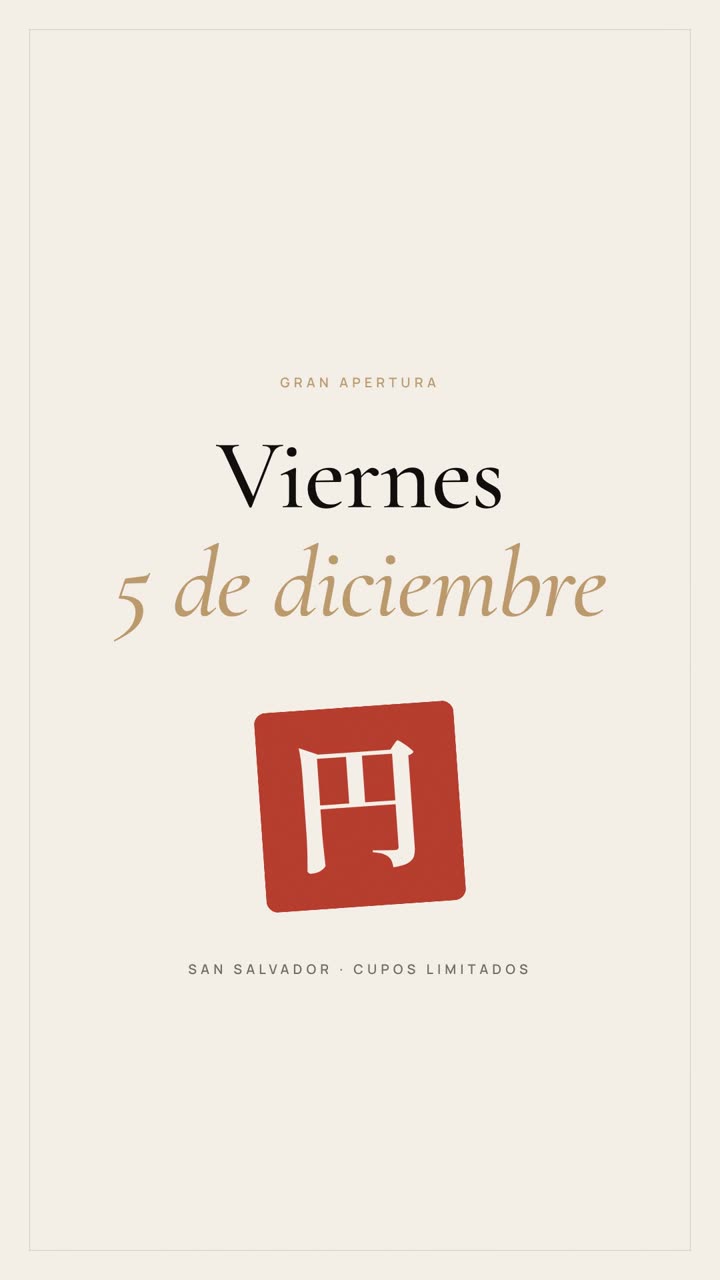 GRAN APERTURA
Viernes
5 de diciembre
円
SAN SALVADOR · CUPOS LIMITADOS